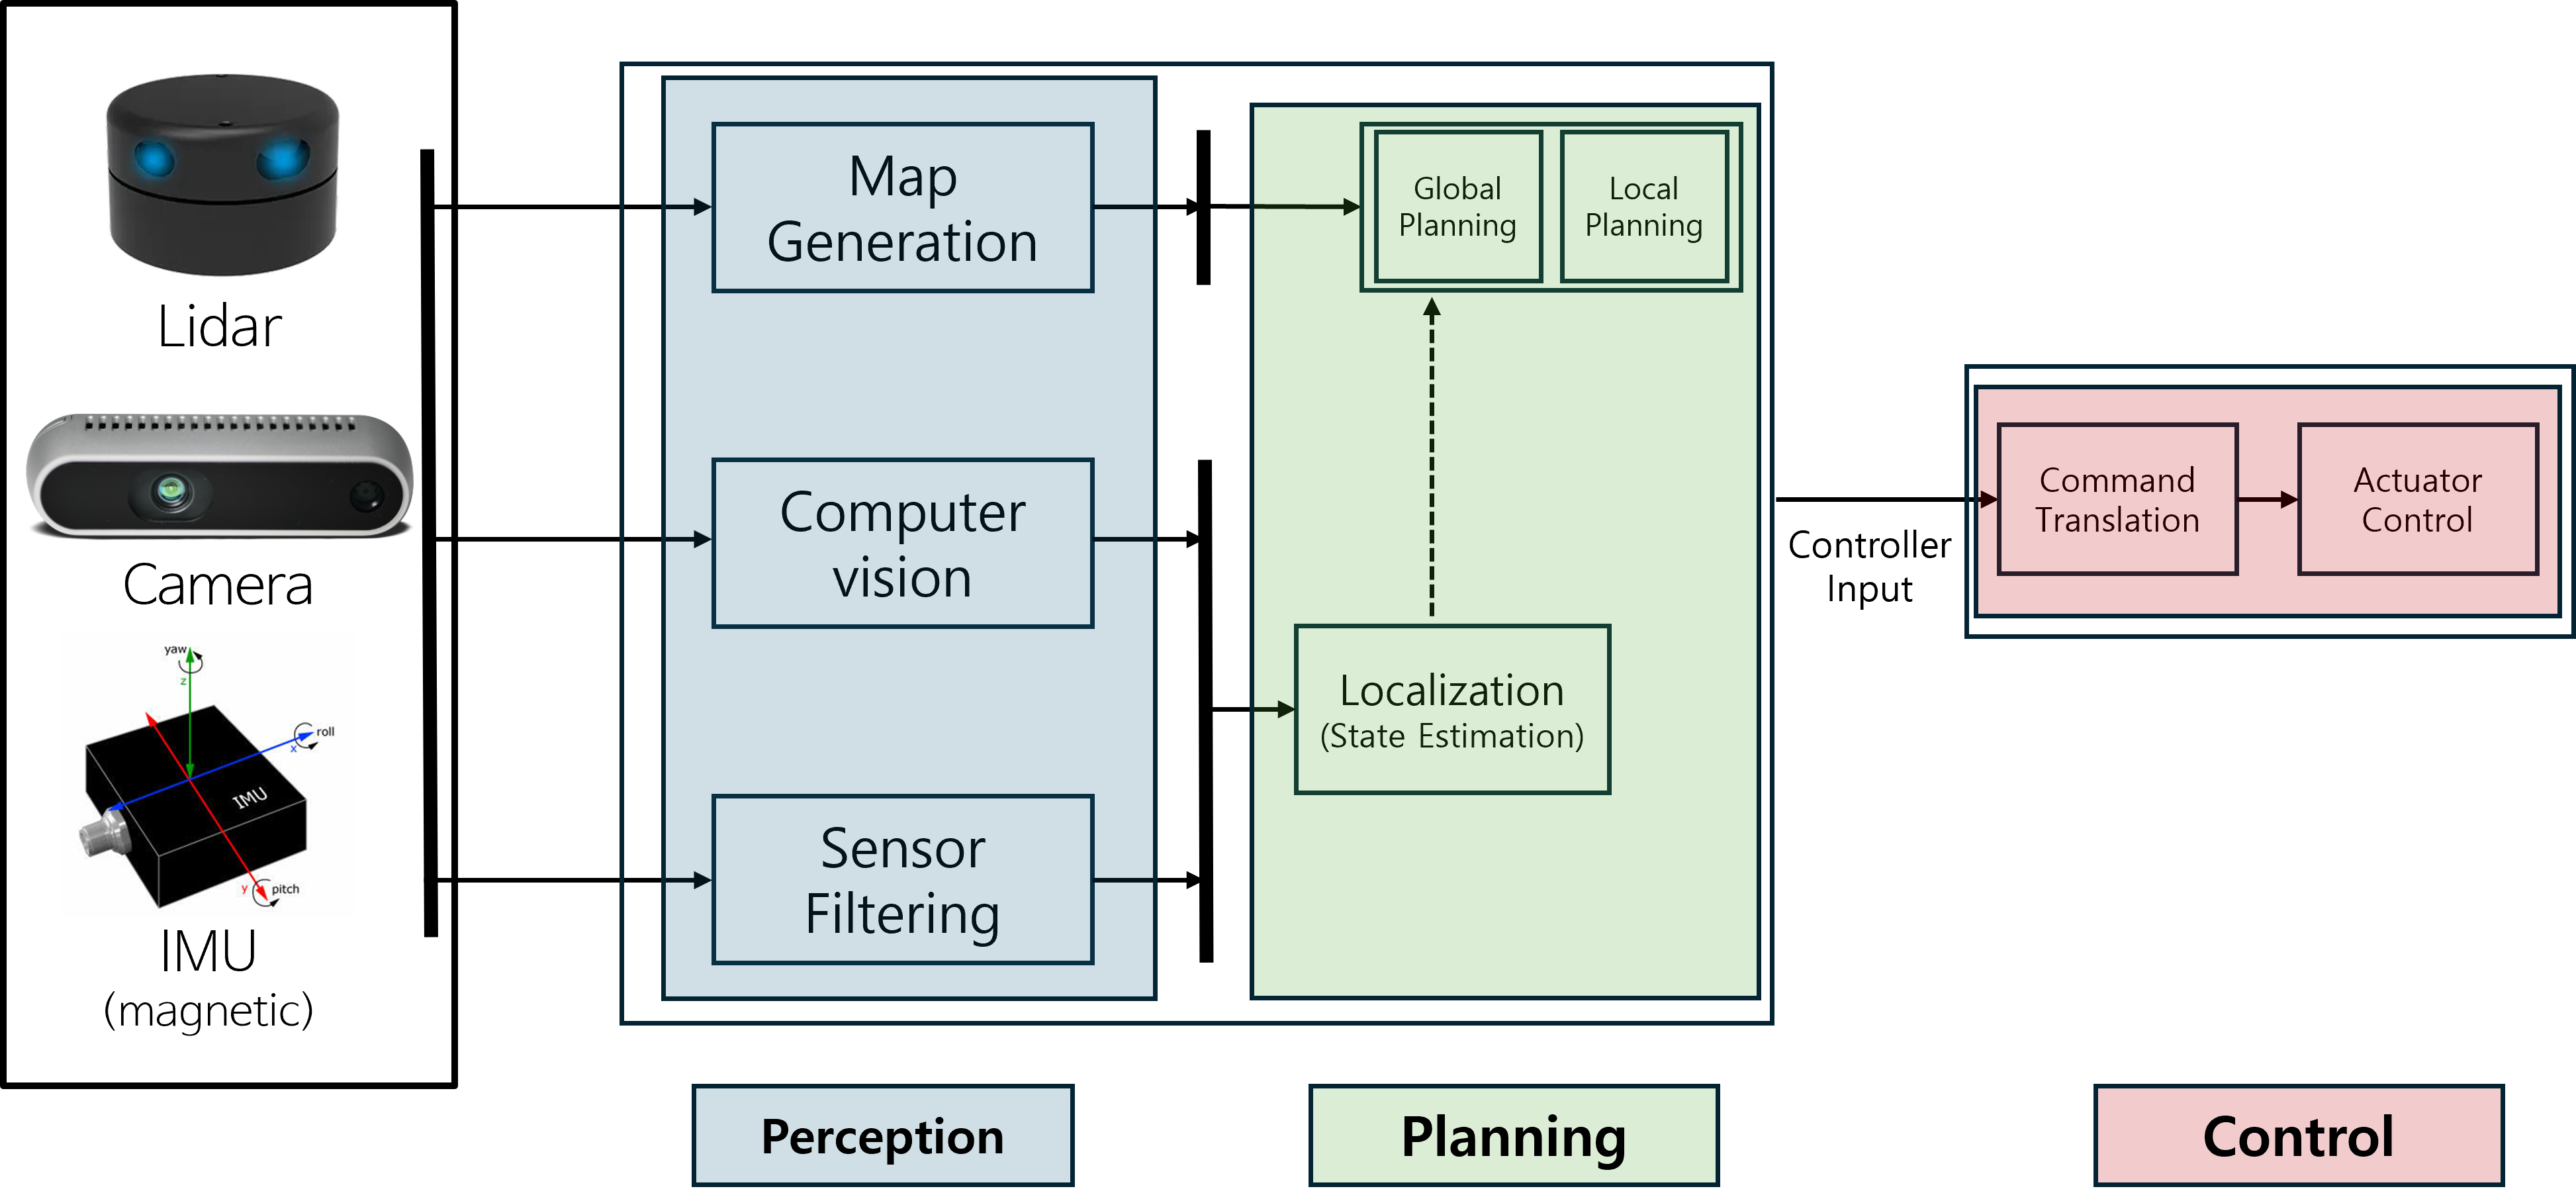 Lidar
Camera
yaw
z
roll
x
IMU
y
pitch
IMU
(magnetic)
Map
Generation
Computer
vision
Sensor
Filtering
Global
Planning
Local
Planning
Localization
(State Estimation)
Controller
Input
Command
Translation
Actuator
Control
Perception
Planning
Control